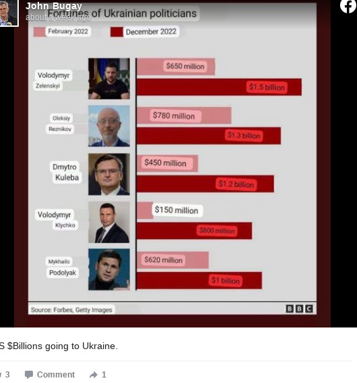 John Bugay
Fortunes of Ukrainian politicians
February 2022
December 2022
$650 million
Volodymyr
Zelenskyi
$1.5 billion
Oleksiy
Reznikov
$780 million
$1.3 billion
Dmytro
Kuleba
$450 million
$1.2 billion
Volodymyr
Klychko
$150 million
$800 million
Mykhailo
Podolyak
$620 million
$1 billion
Source: Forbes, Getty Images
BBC
S $Billions going to Ukraine.
3
Comment
1